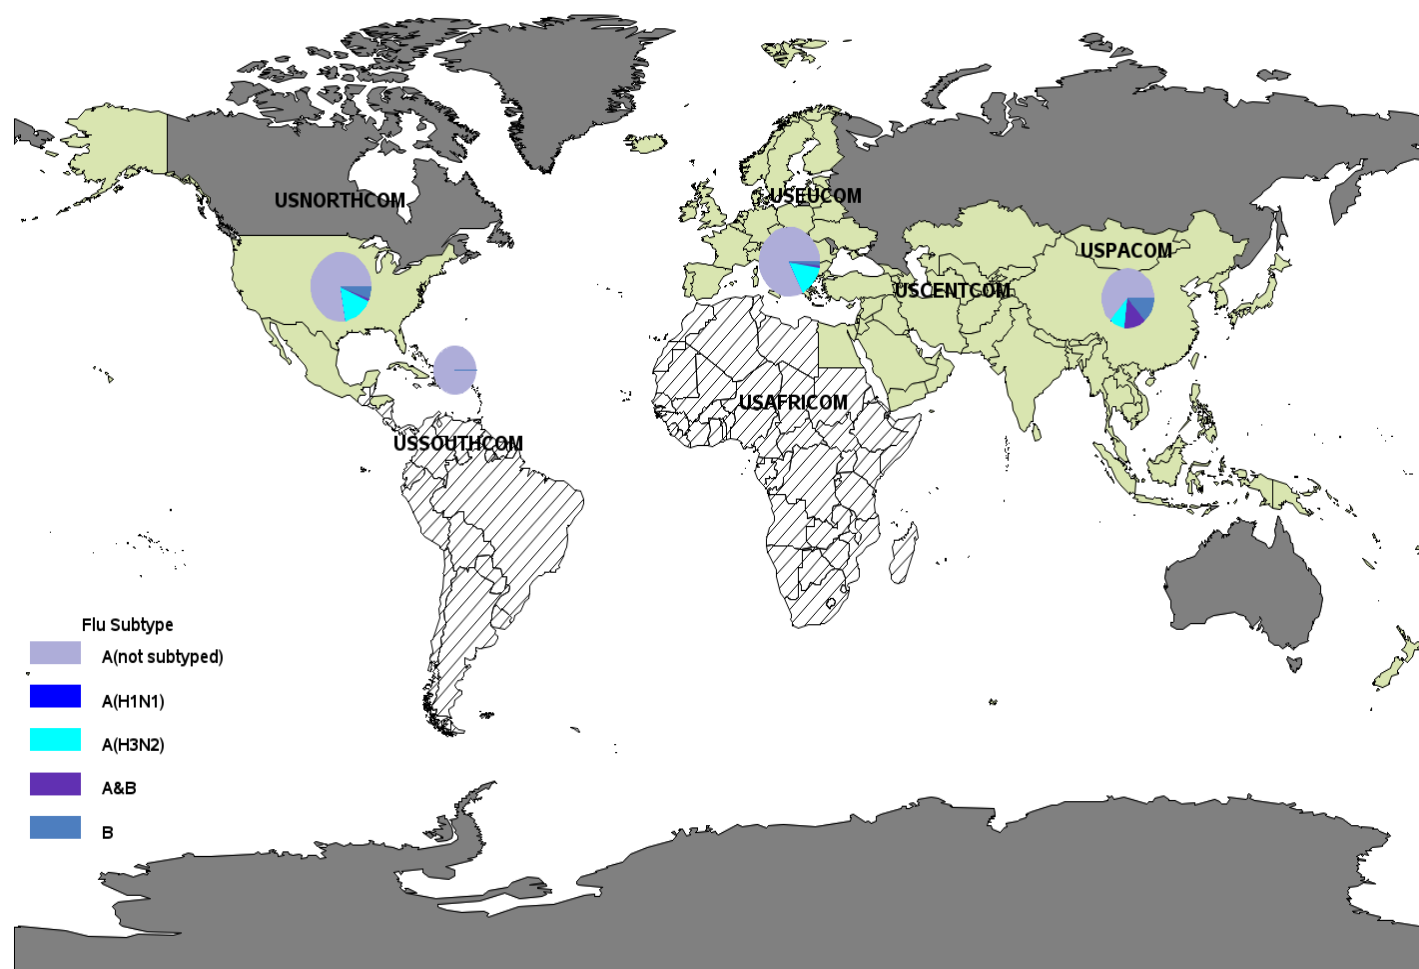 USNORTHCOM
USEUCOM
USPACOM
USCENTCOM
USAFRICOM
USSOUTHCOM
Flu Subtype
A(not subtyped)
A(H1N1)
A(H3N2)
A&B
B